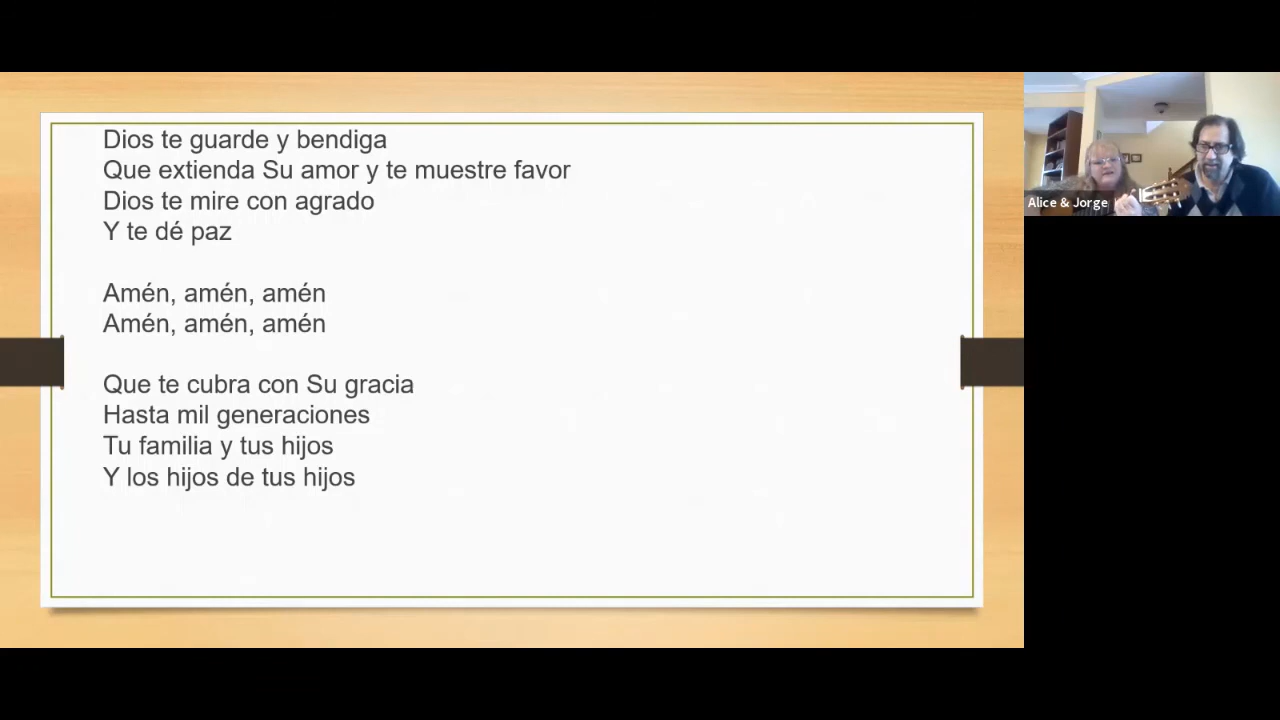 Dios te guarde y bendiga
Que extienda Su amor y te muestre favor
Dios te mire con agrado
Y te dé paz
Amén, amén, amén
Amén, amén, amén
Que te cubra con Su gracia
Hasta mil generaciones
Tu familia y tus hijos
Y los hijos de tus hijos
Alice & Jorge